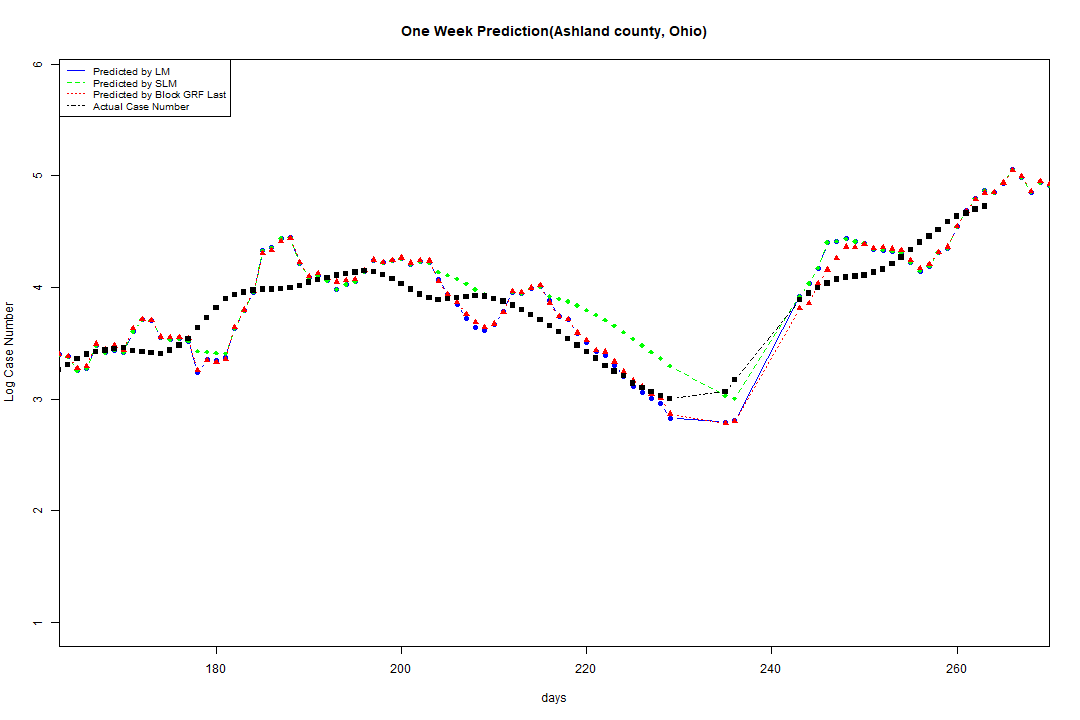 One Week Prediction(Ashland county, Ohio)
6
Predicted by LM
Predicted by SLM
Predicted by Block GRF Last
Actual Case Number
5
4
3
2
1
Log Case Number
180
200
220
240
260
days